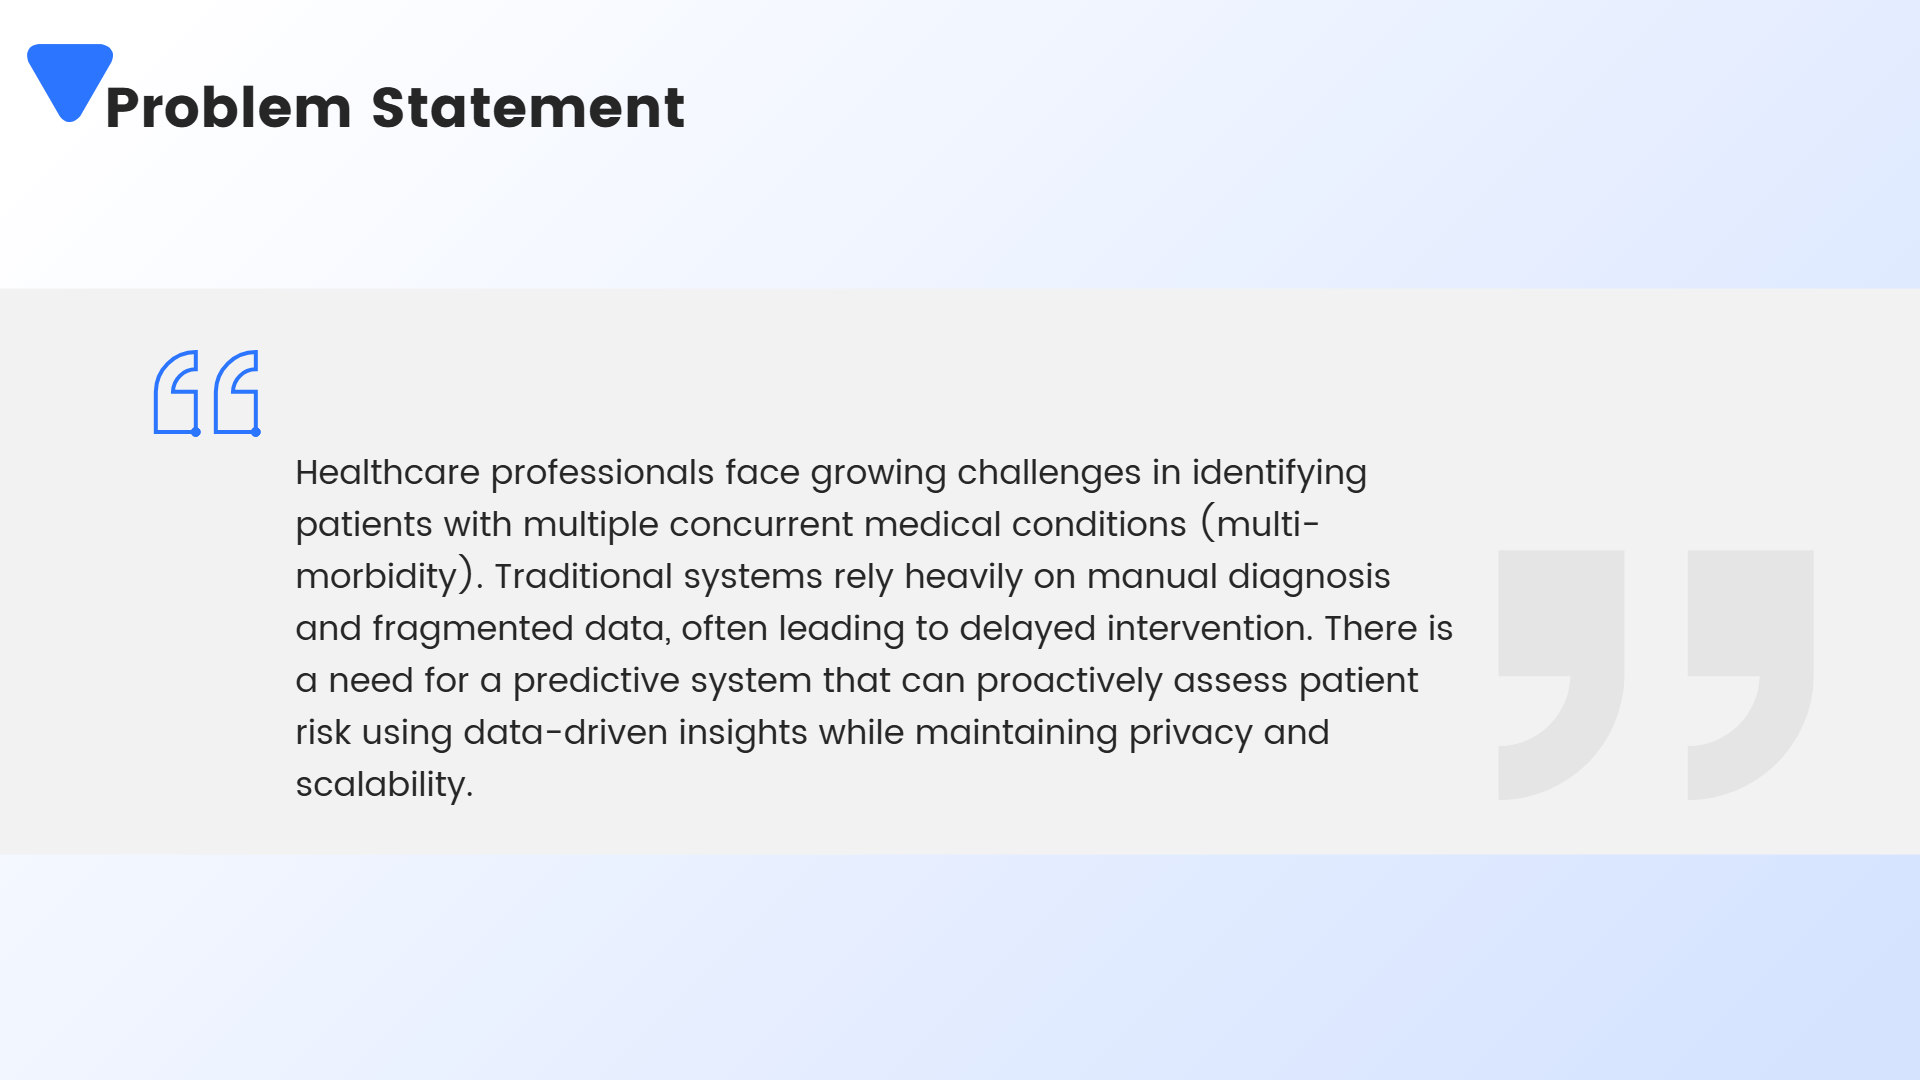 Problem Statement
Healthcare professionals face growing challenges in identifying
patients with multiple concurrent medical conditions (multi-
morbidity). Traditional systems rely heavily on manual diagnosis
and fragmented data, often leading to delayed intervention. There is
a need for a predictive system that can proactively assess patient
risk using data-driven insights while maintaining privacy and
scalability.